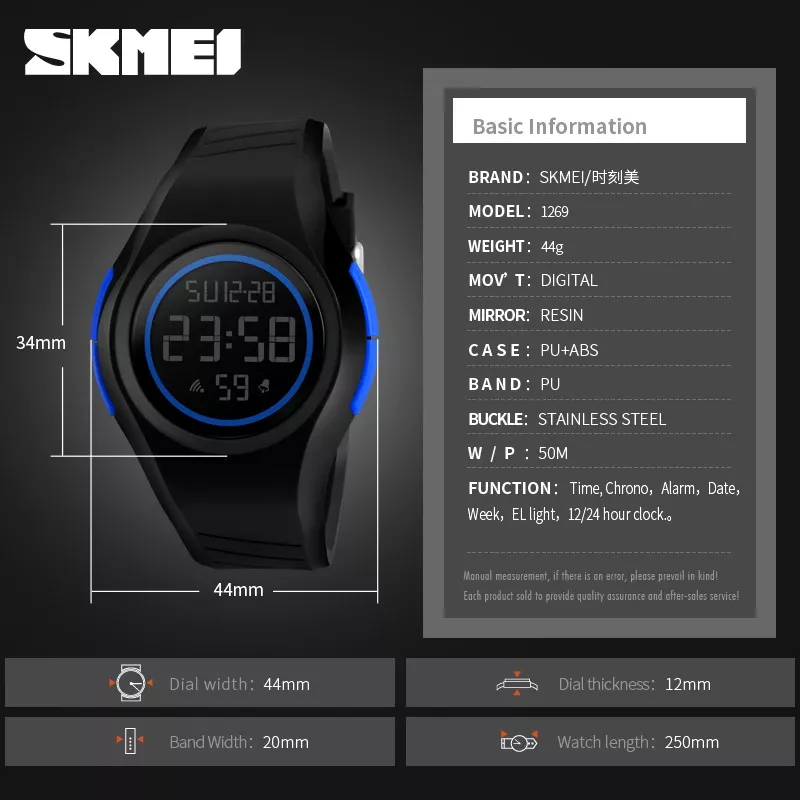 SKMEI
Basic Information
BRAND: SKMEI/时刻美
MODEL: 1269
WEIGHT: 44g
MOV'T: DIGITAL
MIRROR: RESIN
CASE: PU+ABS
BAND: PU
BUCKLE: STAINLESS STEEL
W/P: 50M
FUNCTION: Time, Chrono, Alarm, Date,
Week, EL light, 12/24 hour clock.。
Manual measurement, if there is an error, please prevail in kind!
Each product sold to provide quality assurance and after-sales service!
SU12-28
23:58
59
34mm
44mm
Dial width: 44mm
Dial thickness: 12mm
Band Width: 20mm
Watch length: 250mm